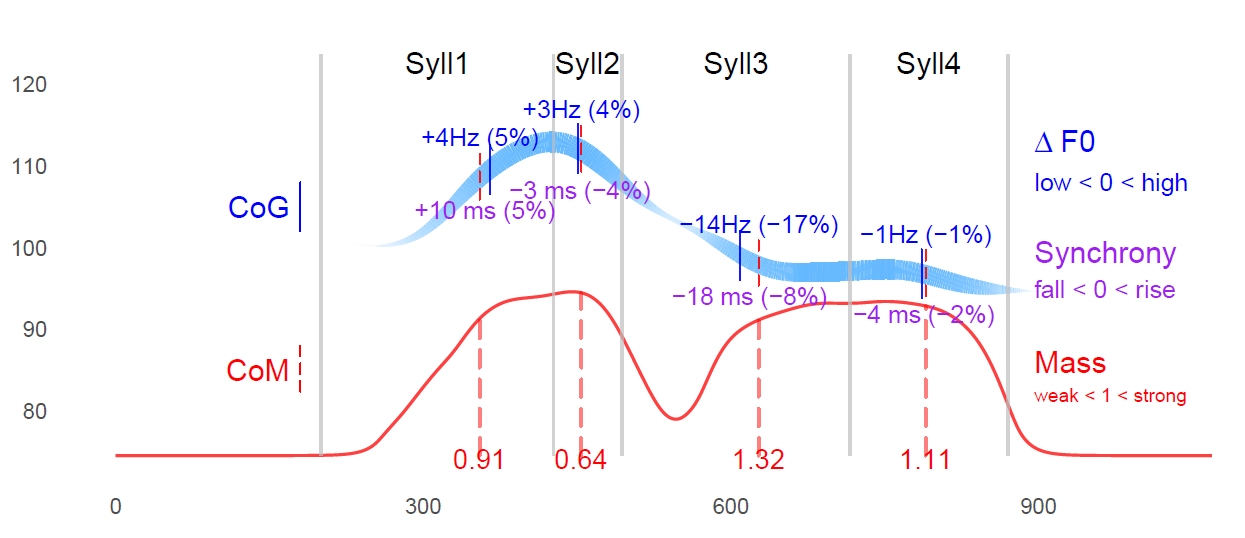 Syll1 Syll2 Syll3 Syll4
120
+3Hz (4%)
+4Hz (5%)
Δ F0
110
low < 0 < high
−3 ms (−4%)
CoG
+10 ms (5%)
−14Hz (−17%)
−1Hz (−1%)
100
Synchrony
fall < 0 < rise
−18 ms (−8%)
−4 ms (−2%)
90
Mass
CoM
weak < 1 < strong
80
0.91 0.64 1.32 1.11
0 300 600 900